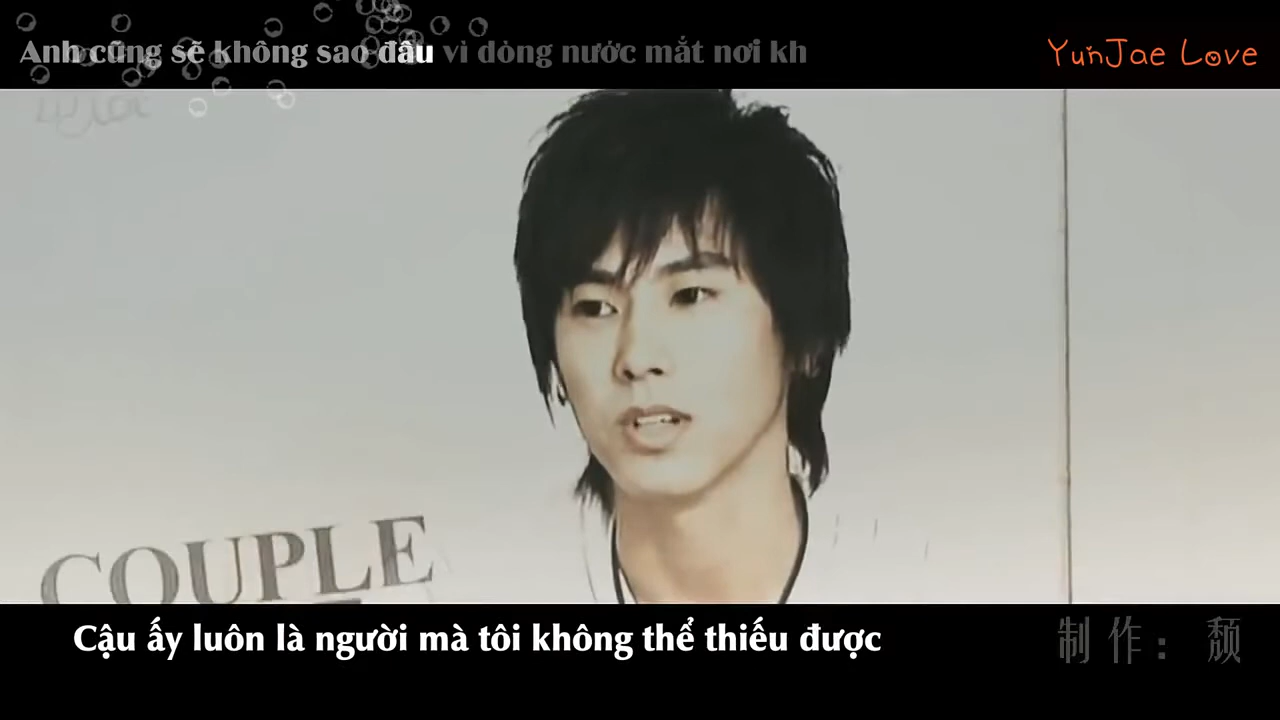 Anh cũng sẽ không sao đâu vì dòng nước mắt nơi kh
YunJae Love
COUPLE
Cậu ấy luôn là người mà tôi không thể thiếu được
制作：颓